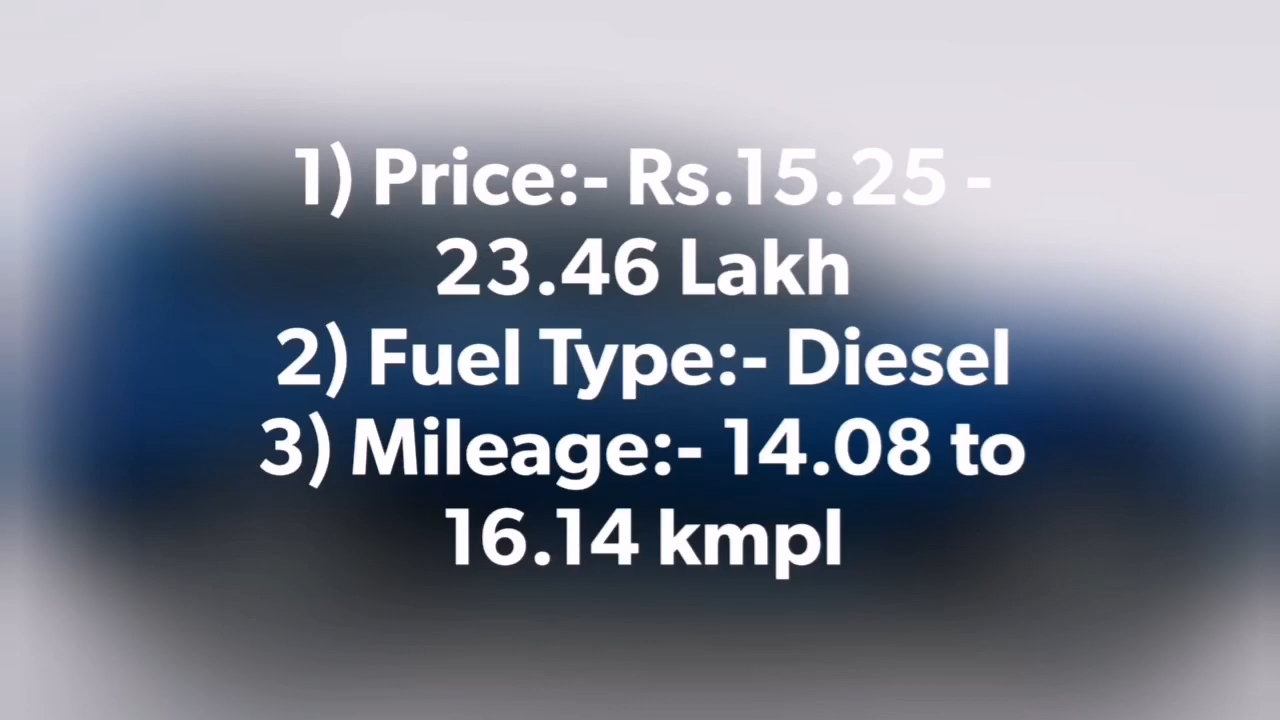 1) Price:- Rs.15.25 -
23.46 Lakh
2) Fuel Type:- Diesel
3) Mileage:- 14.08 to
16.14 kmpl